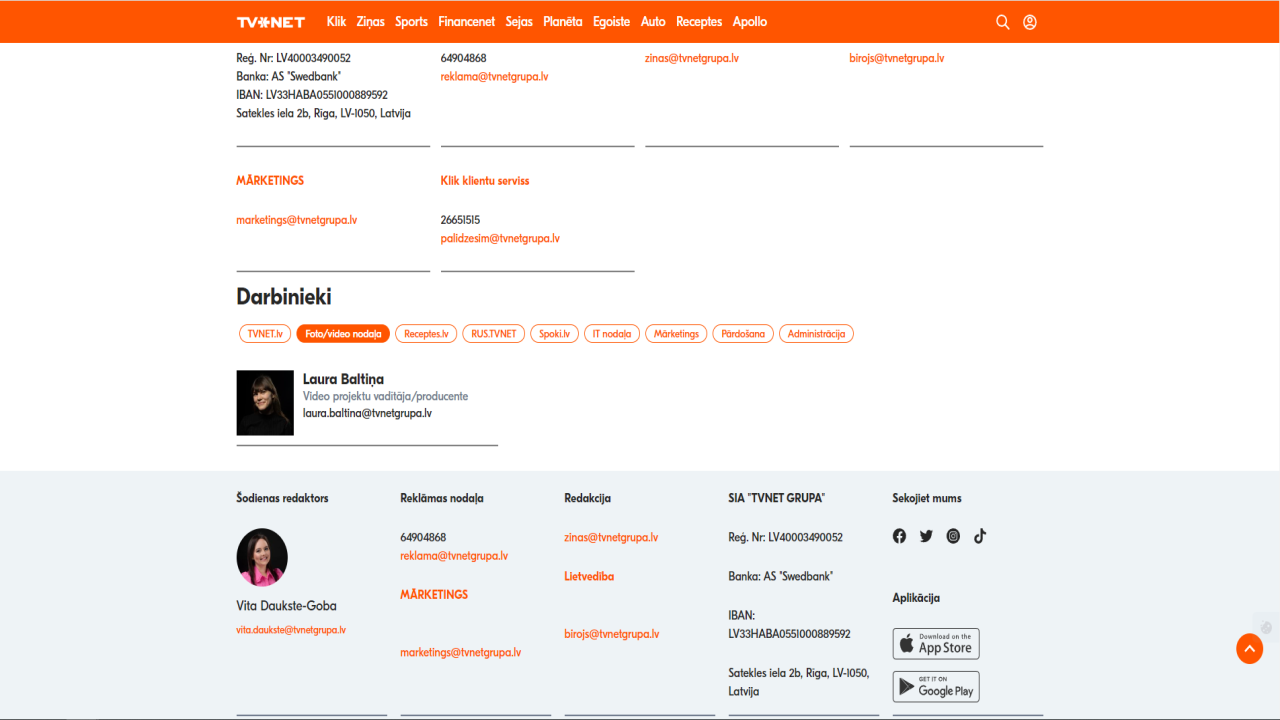 TVNET Klik Ziņas Sports Financenet Sejas Planēta Egoiste Auto Receptes Apollo
Reģ. Nr: LV40003490052
Banka: AS "Swedbank"
IBAN: LV33HABA0551000889592
Satekles iela 2b, Rīga, LV-1050, Latvija
64904868
reklama@tvnetgrupa.lv
zinas@tvnetgrupa.lv
birojs@tvnetgrupa.lv
MĀRKETINGS
marketings@tvnetgrupa.lv
Klik klientu serviss
26651515
palidzesim@tvnetgrupa.lv
Darbinieki
TVNET.lv Foto/video nodaļa Receptes.lv RUS.TVNET Spoki.lv IT nodaļa Mārketings Pārdošana Administrācija
Laura Baltiņa
Video projektu vadītāja/producente
laura.baltina@tvnetgrupa.lv
Šodienas redaktors
Vita Daukste-Goba
vita.daukste@tvnetgrupa.lv
Reklāmas nodaļa
64904868
reklama@tvnetgrupa.lv
MĀRKETINGS
marketings@tvnetgrupa.lv
Redakcija
zinas@tvnetgrupa.lv
Lietvedība
birojs@tvnetgrupa.lv
SIA "TVNET GRUPA"
Reģ. Nr: LV40003490052
Banka: AS "Swedbank"
IBAN:
LV33HABA0551000889592
Satekles iela 2b, Rīga, LV-1050,
Latvija
Sekojiet mums
Aplikācija
Download on the
App Store
GET IT ON
Google Play